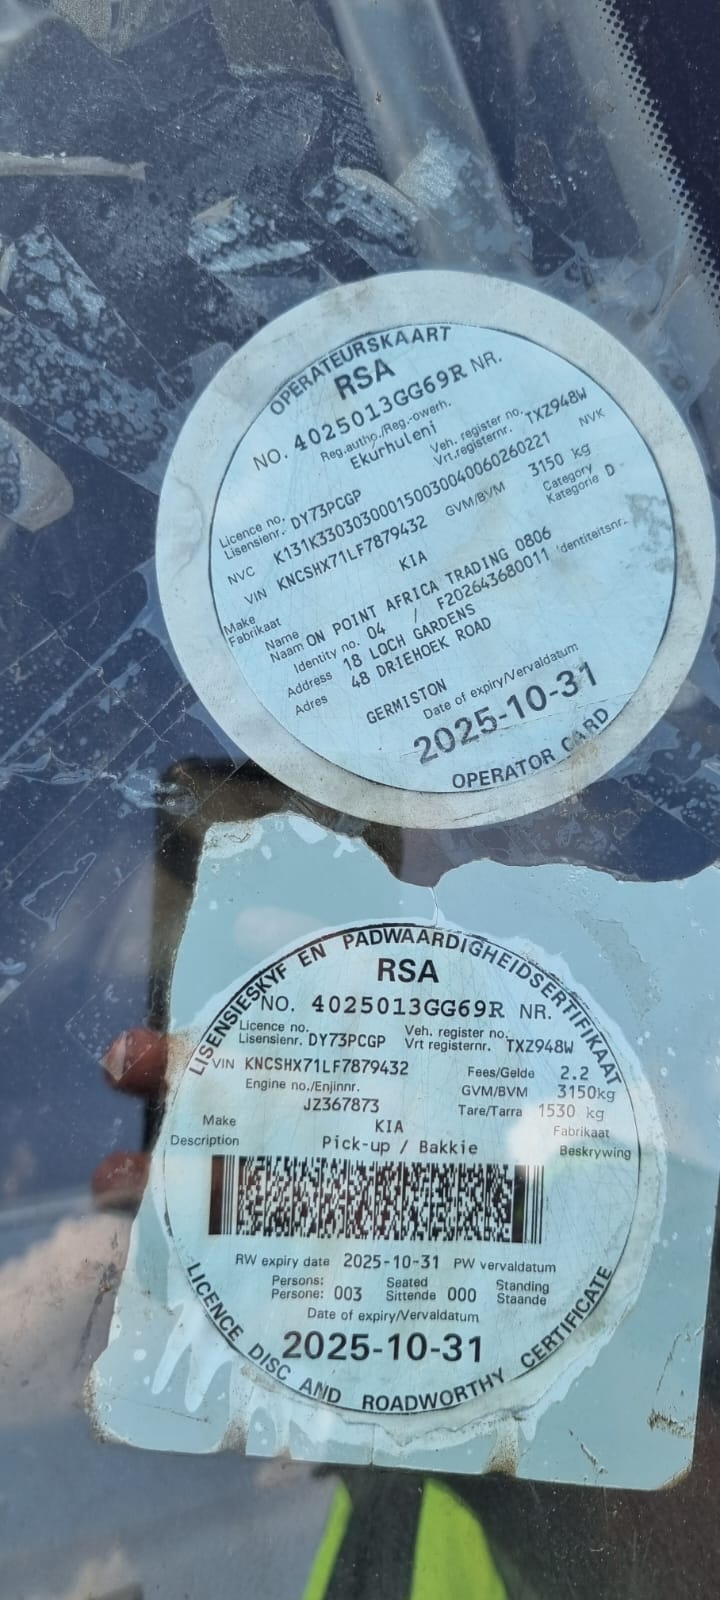 OPERATEURSKAART
RSA
NO. 4025013GG69R NR.
Reg.autho./Reg.-owerh.
Ekurhuleni
Licence no. Veh. register no.
Lisensienr. DY73PCGP Vrt.registernr. TXZ948W
NVC K131K33030300015003004006026022​1 NVK
VIN KNCSHX71LF7879432 GVM/BVM 3150 kg
Make KIA Category
Fabrikaat Kategorie D
Name
Naam ON POINT AFRICA TRADING 0806
Identity no. 04 / F202643680011 Identiteitsnr.
Address 18 LOCH GARDENS
Adres 48 DRIEHOEK ROAD
GERMISTON
Date of expiry/Vervaldatum
2025-10-31
OPERATOR CARD
LISENSIESKYF EN PADWAARDIGHEIDSERTIFIKAAT
RSA
NO. 4025013GG69R NR.
Licence no. Veh. register no.
Lisensienr. DY73PCGP Vrt registernr. TXZ948W
VIN KNCSHX71LF7879432 Fees/Gelde 2.2
Engine no./Enjinnr. GVM/BVM 3150kg
JZ367873 Tare/Tarra 1530 kg
Make KIA Fabrikaat
Description Pick-up / Bakkie Beskrywing
RW expiry date 2025-10-31 PW vervaldatum
Persons: Seated Standing
Persone: 003 Sittende 000 Staande
Date of expiry/Vervaldatum
2025-10-31
LICENCE DISC AND ROADWORTHY CERTIFICATE